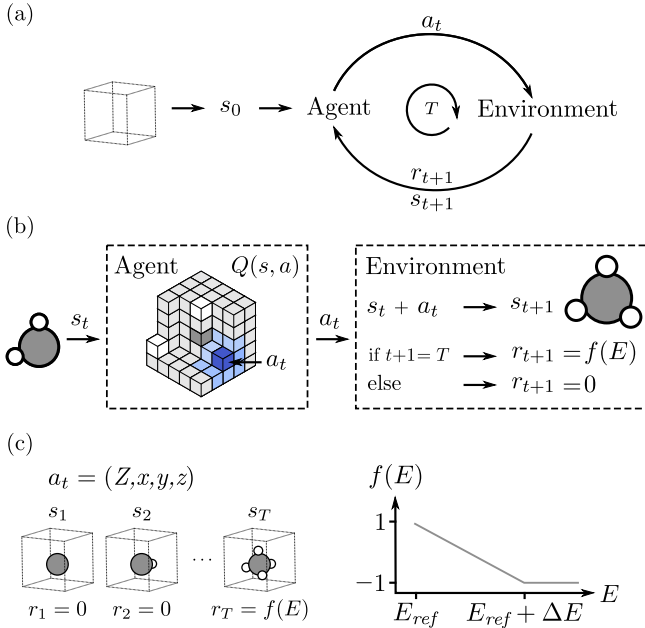 (a)
a_t
s_0
Agent
T
Environment
r_{t+1}
s_{t+1}
(b)
s_t
Agent
Q(s,a)
a_t
a_t
Environment
s_t + a_t
s_{t+1}
if t+1= T
r_{t+1} = f(E)
else
r_{t+1} = 0
(c)
a_t = (Z,x,y,z)
s_1
s_2
s_T
...
r_1 = 0
r_2 = 0
r_T = f(E)
f(E)
1
−1
E
E_{ref}
E_{ref} + ΔE